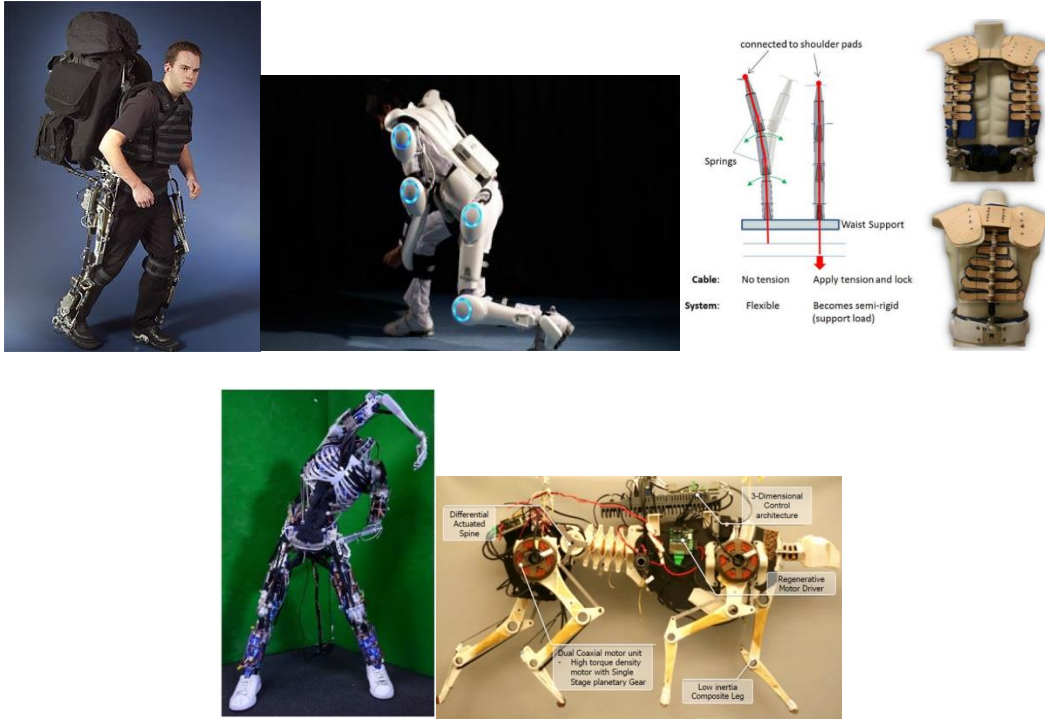 connected to shoulder pads
Springs
Waist Support
Cable: No tension Apply tension and lock
System: Flexible Becomes semi-rigid
(support load)
Differential
Actuated
Spine
3-Dimensional
Control
architecture
Regenerative
Motor Driver
Dual Coaxial motor unit
- High torque density
motor with Single
Stage planetary Gear
Low inertia
Composite Leg